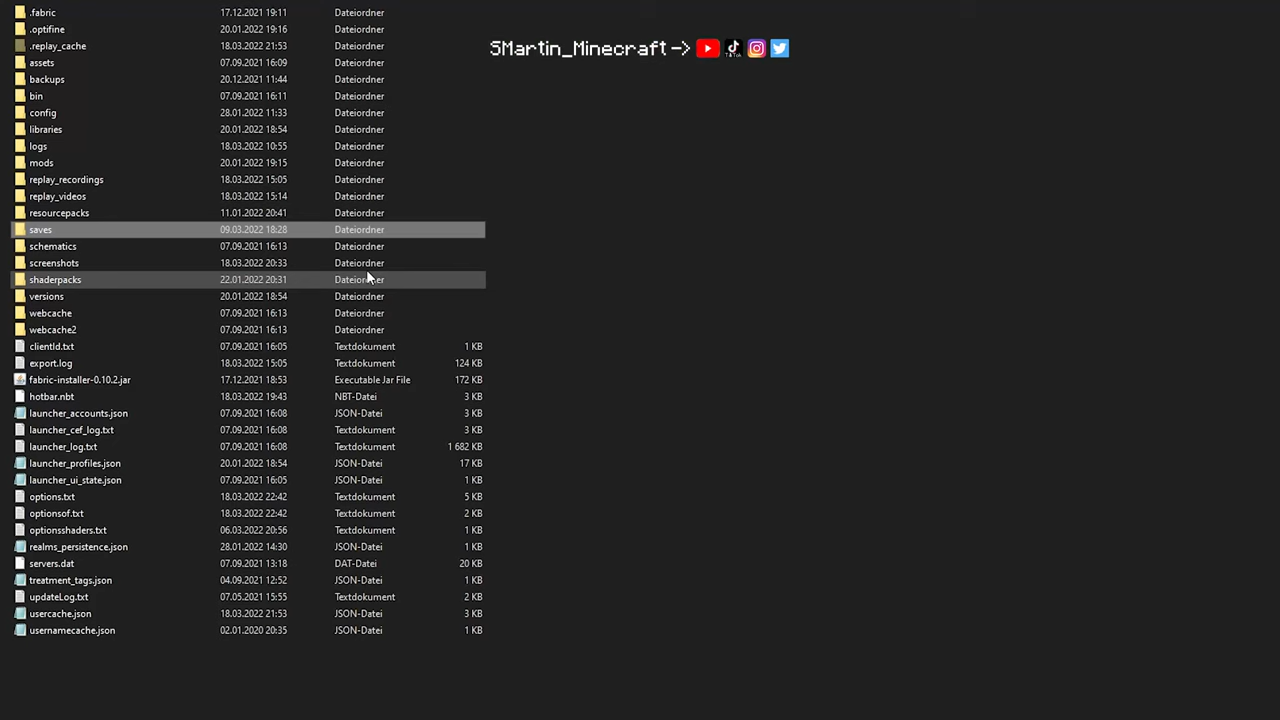 .fabric 17.12.2021 19:11 Dateiordner
SMartin_Minecraft ->
.optifine 20.01.2022 19:16 Dateiordner
.replay_cache 18.03.2022 21:53 Dateiordner
assets 07.09.2021 16:09 Dateiordner
backups 20.12.2021 11:44 Dateiordner
bin 07.09.2021 16:11 Dateiordner
config 28.01.2022 11:33 Dateiordner
libraries 20.01.2022 18:54 Dateiordner
logs 18.03.2022 10:55 Dateiordner
mods 20.01.2022 19:15 Dateiordner
replay_recordings 18.03.2022 15:05 Dateiordner
replay_videos 18.03.2022 15:14 Dateiordner
resourcepacks 11.01.2022 20:41 Dateiordner
saves 09.03.2022 18:28 Dateiordner
schematics 07.09.2021 16:13 Dateiordner
screenshots 18.03.2022 20:33 Dateiordner
shaderpacks 22.01.2022 20:31 Dateiordner
versions 20.01.2022 18:54 Dateiordner
webcache 07.09.2021 16:13 Dateiordner
webcache2 07.09.2021 16:13 Dateiordner
clientId.txt 07.09.2021 16:05 Textdokument 1 KB
export.log 18.03.2022 15:05 Textdokument 124 KB
fabric-installer-0.10.2.jar 17.12.2021 18:53 Executable Jar File 172 KB
hotbar.nbt 18.03.2022 19:43 NBT-Datei 3 KB
launcher_accounts.json 07.09.2021 16:08 JSON-Datei 3 KB
launcher_cef_log.txt 07.09.2021 16:08 Textdokument 3 KB
launcher_log.txt 07.09.2021 16:08 Textdokument 1 682 KB
launcher_profiles.json 20.01.2022 18:54 JSON-Datei 17 KB
launcher_ui_state.json 07.09.2021 16:05 JSON-Datei 1 KB
options.txt 18.03.2022 22:42 Textdokument 5 KB
optionsof.txt 18.03.2022 22:42 Textdokument 2 KB
optionsshaders.txt 06.03.2022 20:56 Textdokument 1 KB
realms_persistence.json 28.01.2022 14:30 JSON-Datei 1 KB
servers.dat 07.09.2021 13:18 DAT-Datei 20 KB
treatment_tags.json 04.09.2021 12:52 JSON-Datei 1 KB
updateLog.txt 07.05.2021 15:55 Textdokument 2 KB
usercache.json 18.03.2022 21:53 JSON-Datei 3 KB
usernamecache.json 02.01.2020 20:35 JSON-Datei 1 KB